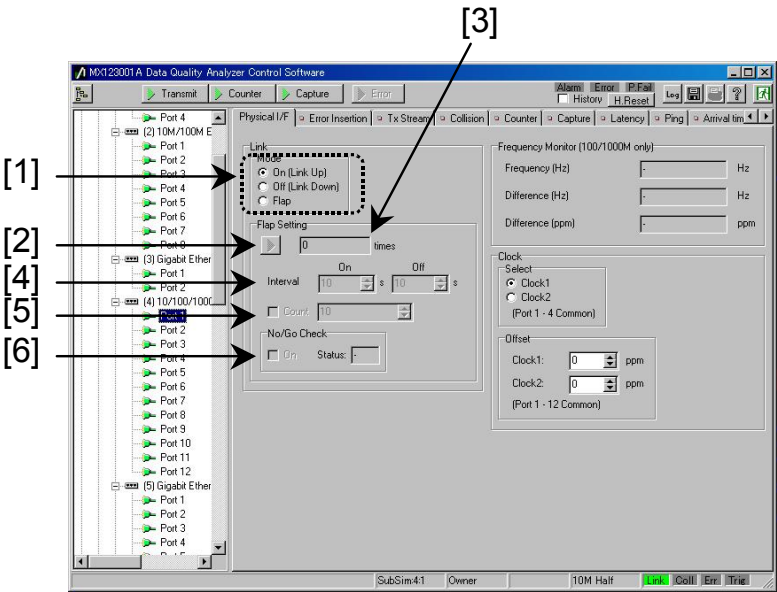 [3]
MX123001A Data Quality Analyzer Control Software
Transmit Counter Capture Error
Alarm Error P.Fail
History H.Reset Log ?
Port 4
(2) 10M/100M E
Port 1
Port 2
Port 3
Port 4
Port 5
Port 6
Port 7
Port 8
(3) Gigabit Ether
Port 1
Port 2
(4) 10/100/1000
Port 1
Port 2
Port 3
Port 4
Port 5
Port 6
Port 7
Port 8
Port 9
Port 10
Port 11
Port 12
(5) Gigabit Ether
Port 1
Port 2
Port 3
Port 4
Physical I/F Error Insertion Tx Stream Collision Counter Capture Latency Ping Arrival tim
Link
[1]
Mode
On (Link Up)
Off (Link Down)
Flap
[2]
Flap Setting
0 times
[4]
On Off
Interval 10 s 10 s
[5]
Count 10
[6]
No/Go Check
On Status: -
Frequency Monitor (100/1000M only)
Frequency (Hz) - Hz
Difference (Hz) - Hz
Difference (ppm) - ppm
Clock
Select
Clock1
Clock2
(Port 1 - 4 Common)
Offset
Clock1: 0 ppm
Clock2: 0 ppm
(Port 1 - 12 Common)
SubSim:4:1 Owner 10M Half Link Coll Err Trig